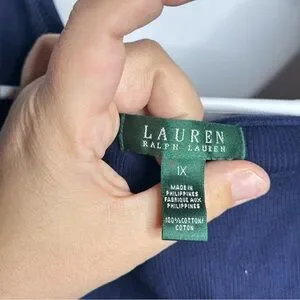 LAUREN
RALPH LAUREN
1X
MADE IN
PHILIPPINES
FABRIQUE AUX
PHILIPPINES
100%COTTON/
COTON